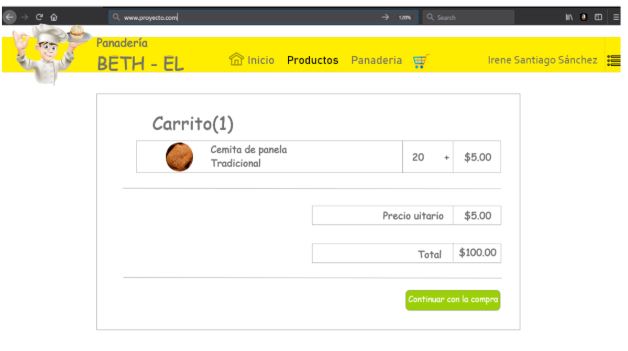 www.proyecto.com
120%
Search
Panadería
BETH - EL
Inicio Productos Panaderia
Irene Santiago Sánchez
Carrito(1)
Cemita de panela
Tradicional
20 + $5.00
Precio uitario $5.00
Total $100.00
Continuar con la compra